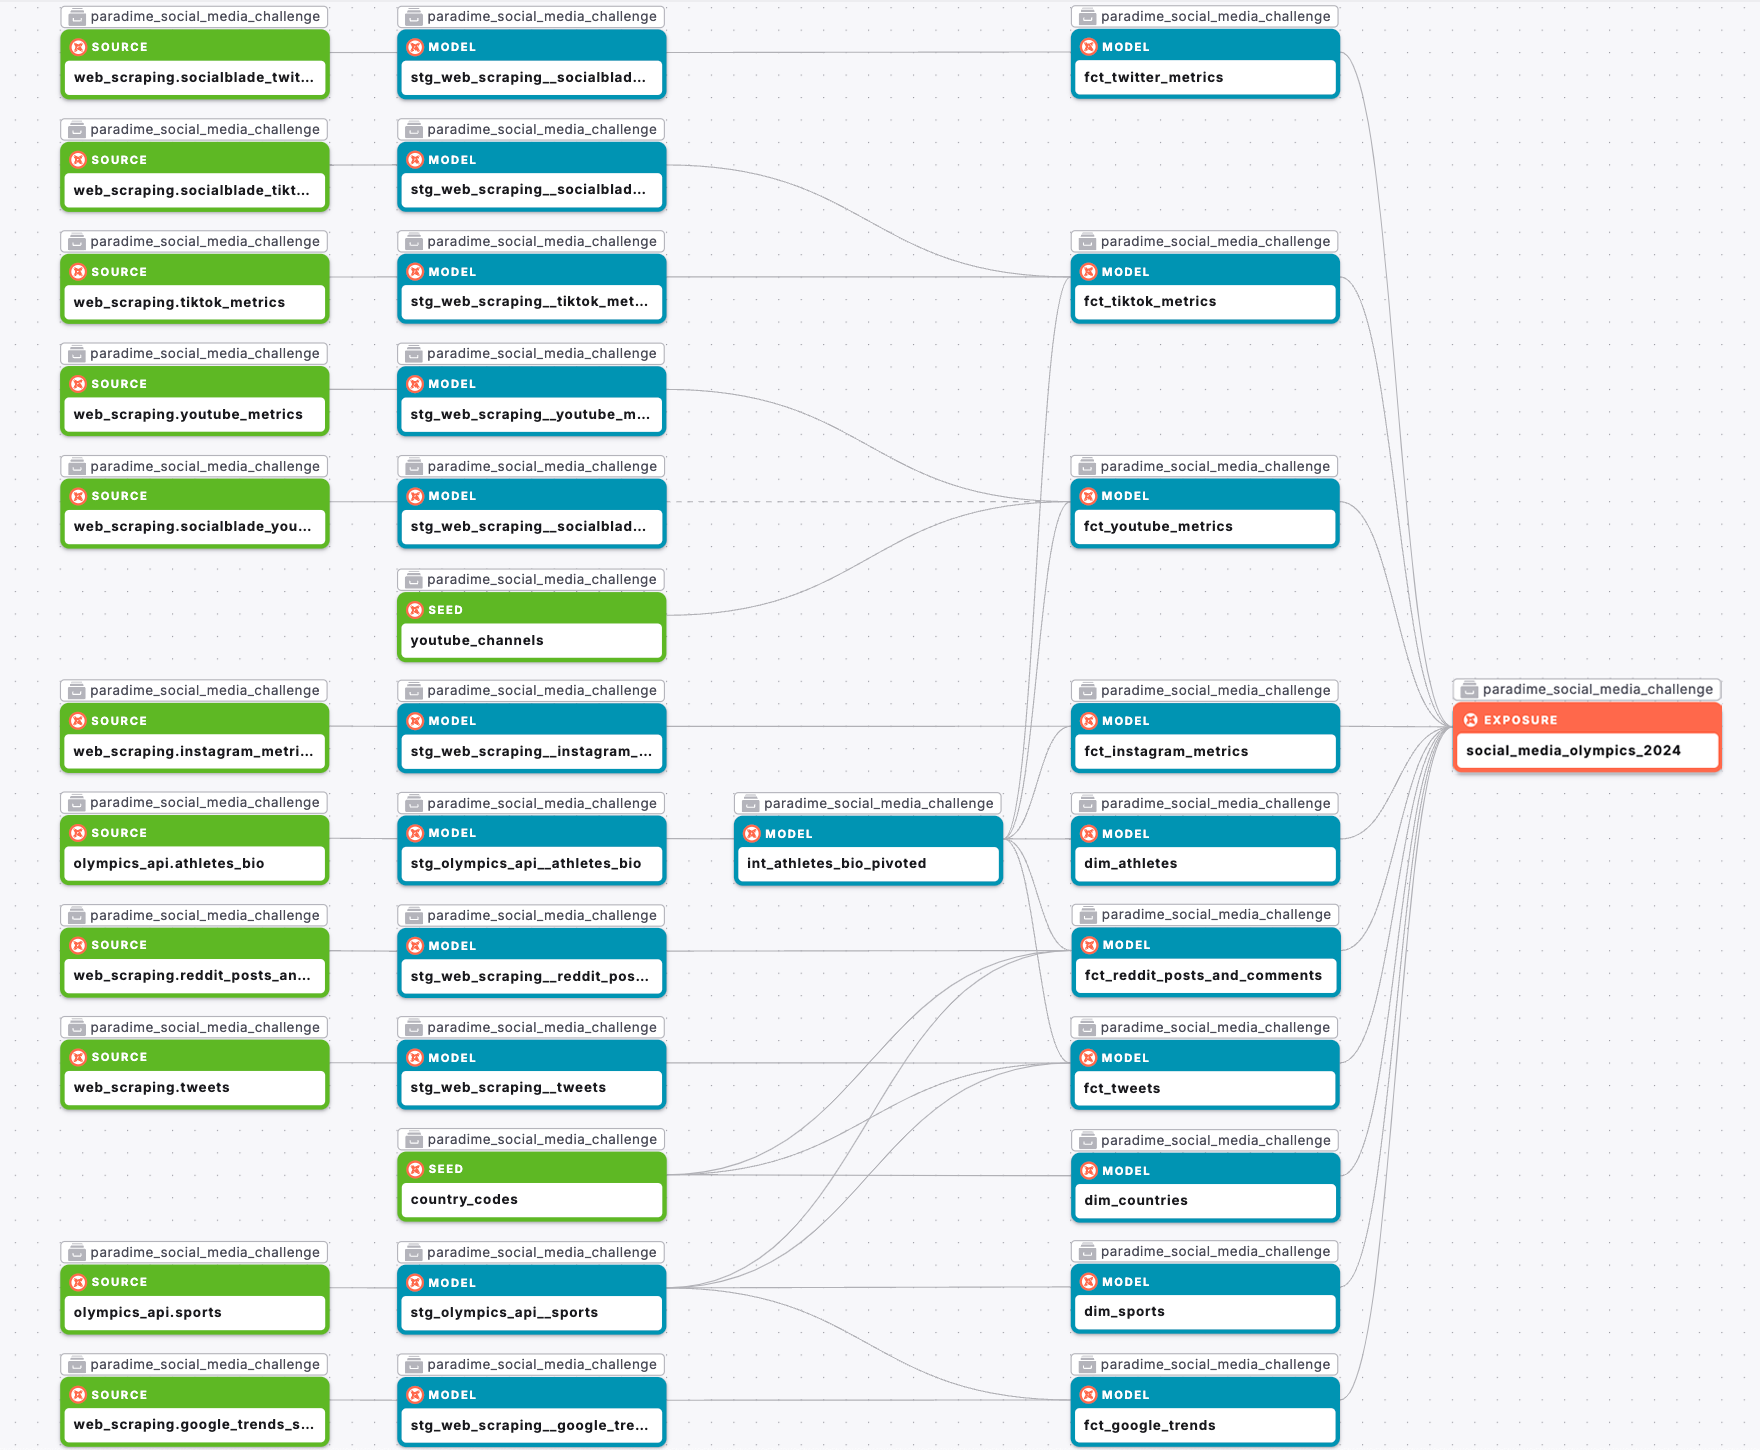 paradime_social_media_challenge
SOURCE
web_scraping.socialblade_twit...
paradime_social_media_challenge
MODEL
stg_web_scraping__socialblad...
paradime_social_media_challenge
MODEL
fct_twitter_metrics
paradime_social_media_challenge
SOURCE
web_scraping.socialblade_tikt...
paradime_social_media_challenge
MODEL
stg_web_scraping__socialblad...
paradime_social_media_challenge
SOURCE
web_scraping.tiktok_metrics
paradime_social_media_challenge
MODEL
stg_web_scraping__tiktok_met...
paradime_social_media_challenge
MODEL
fct_tiktok_metrics
paradime_social_media_challenge
SOURCE
web_scraping.youtube_metrics
paradime_social_media_challenge
MODEL
stg_web_scraping__youtube_m...
paradime_social_media_challenge
SOURCE
web_scraping.socialblade_you...
paradime_social_media_challenge
MODEL
stg_web_scraping__socialblad...
paradime_social_media_challenge
MODEL
fct_youtube_metrics
paradime_social_media_challenge
SEED
youtube_channels
paradime_social_media_challenge
SOURCE
web_scraping.instagram_metri...
paradime_social_media_challenge
MODEL
stg_web_scraping__instagram_...
paradime_social_media_challenge
MODEL
fct_instagram_metrics
paradime_social_media_challenge
EXPOSURE
social_media_olympics_2024
paradime_social_media_challenge
SOURCE
olympics_api.athletes_bio
paradime_social_media_challenge
MODEL
stg_olympics_api__athletes_bio
paradime_social_media_challenge
MODEL
int_athletes_bio_pivoted
paradime_social_media_challenge
MODEL
dim_athletes
paradime_social_media_challenge
SOURCE
web_scraping.reddit_posts_an...
paradime_social_media_challenge
MODEL
stg_web_scraping__reddit_pos...
paradime_social_media_challenge
MODEL
fct_reddit_posts_and_comments
paradime_social_media_challenge
SOURCE
web_scraping.tweets
paradime_social_media_challenge
MODEL
stg_web_scraping__tweets
paradime_social_media_challenge
MODEL
fct_tweets
paradime_social_media_challenge
SEED
country_codes
paradime_social_media_challenge
MODEL
dim_countries
paradime_social_media_challenge
SOURCE
olympics_api.sports
paradime_social_media_challenge
MODEL
stg_olympics_api__sports
paradime_social_media_challenge
MODEL
dim_sports
paradime_social_media_challenge
SOURCE
web_scraping.google_trends_s...
paradime_social_media_challenge
MODEL
stg_web_scraping__google_tre...
paradime_social_media_challenge
MODEL
fct_google_trends